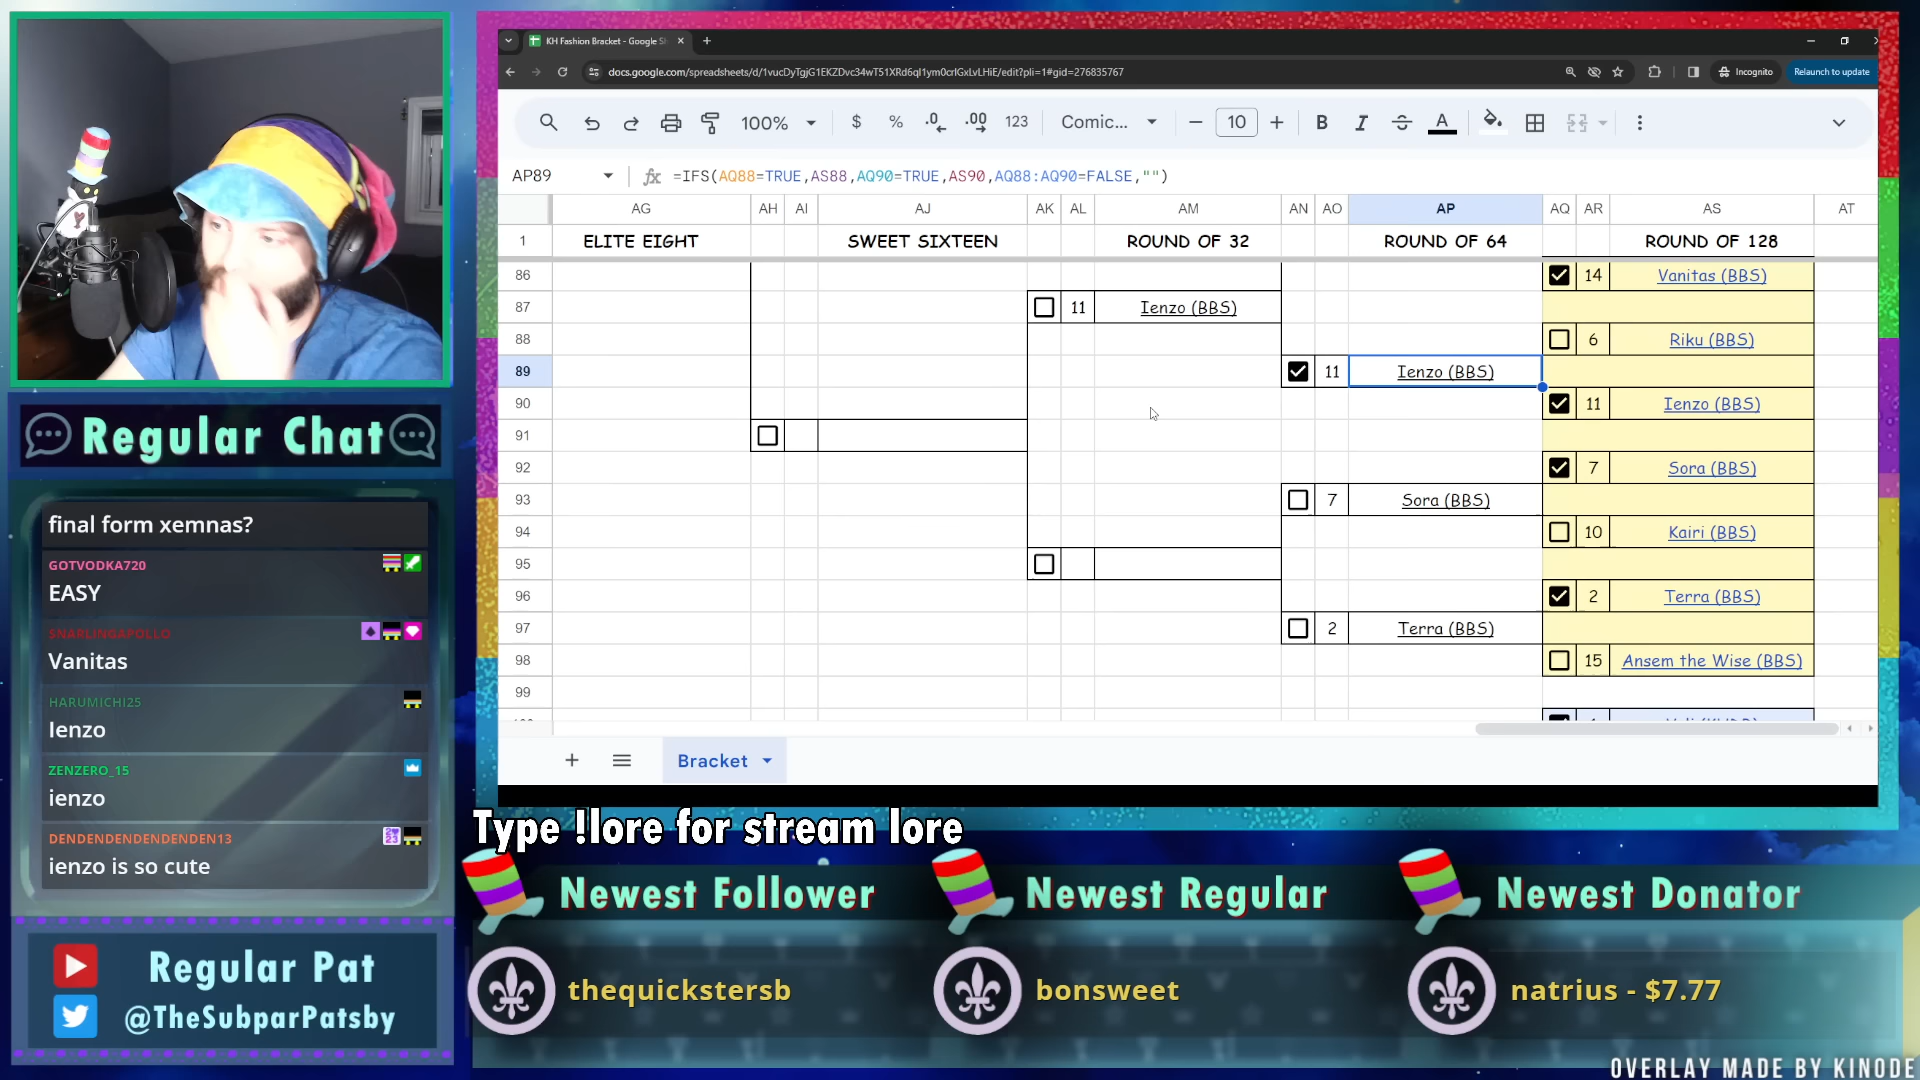 KH Fashion Bracket - Google Sh
docs.google.com/spreadsheets/d/1vucDyTgjG1EKZDvc34wT51XRd6ql1ym0crlGxLvLHiE/edit?pli=1#gid=276835767
Incognito
Relaunch to update
100%
$ % .0 .00 123
Comic...
10
B I A
AP89
fx =IFS(AQ88=TRUE,AS88,AQ90=TRUE,AS90,AQ88:AQ90=FALSE,"")
AG AH AI AJ AK AL AM AN AO AP AQ AR AS AT
1 ELITE EIGHT SWEET SIXTEEN ROUND OF 32 ROUND OF 64 ROUND OF 128
86 14 Vanitas (BBS)
87 11 Ienzo (BBS)
88 6 Riku (BBS)
89 11 Ienzo (BBS)
90 11 Ienzo (BBS)
91
92 7 Sora (BBS)
93 7 Sora (BBS)
94 10 Kairi (BBS)
95
96 2 Terra (BBS)
97 2 Terra (BBS)
98 15 Ansem the Wise (BBS)
99
Bracket
Regular Chat
final form xemnas?
GOTVODKA720
EASY
SNARLINGAPOLLO
Vanitas
HARUMICHI25
Ienzo
ZENZERO_15
ienzo
DENDENDENDENDENDEN13
ienzo is so cute
Regular Pat
@TheSubparPatsby
Type !lore for stream lore
Newest Follower
thequickstersb
Newest Regular
bonsweet
Newest Donator
natrius - $7.77
OVERLAY MADE BY KINODE